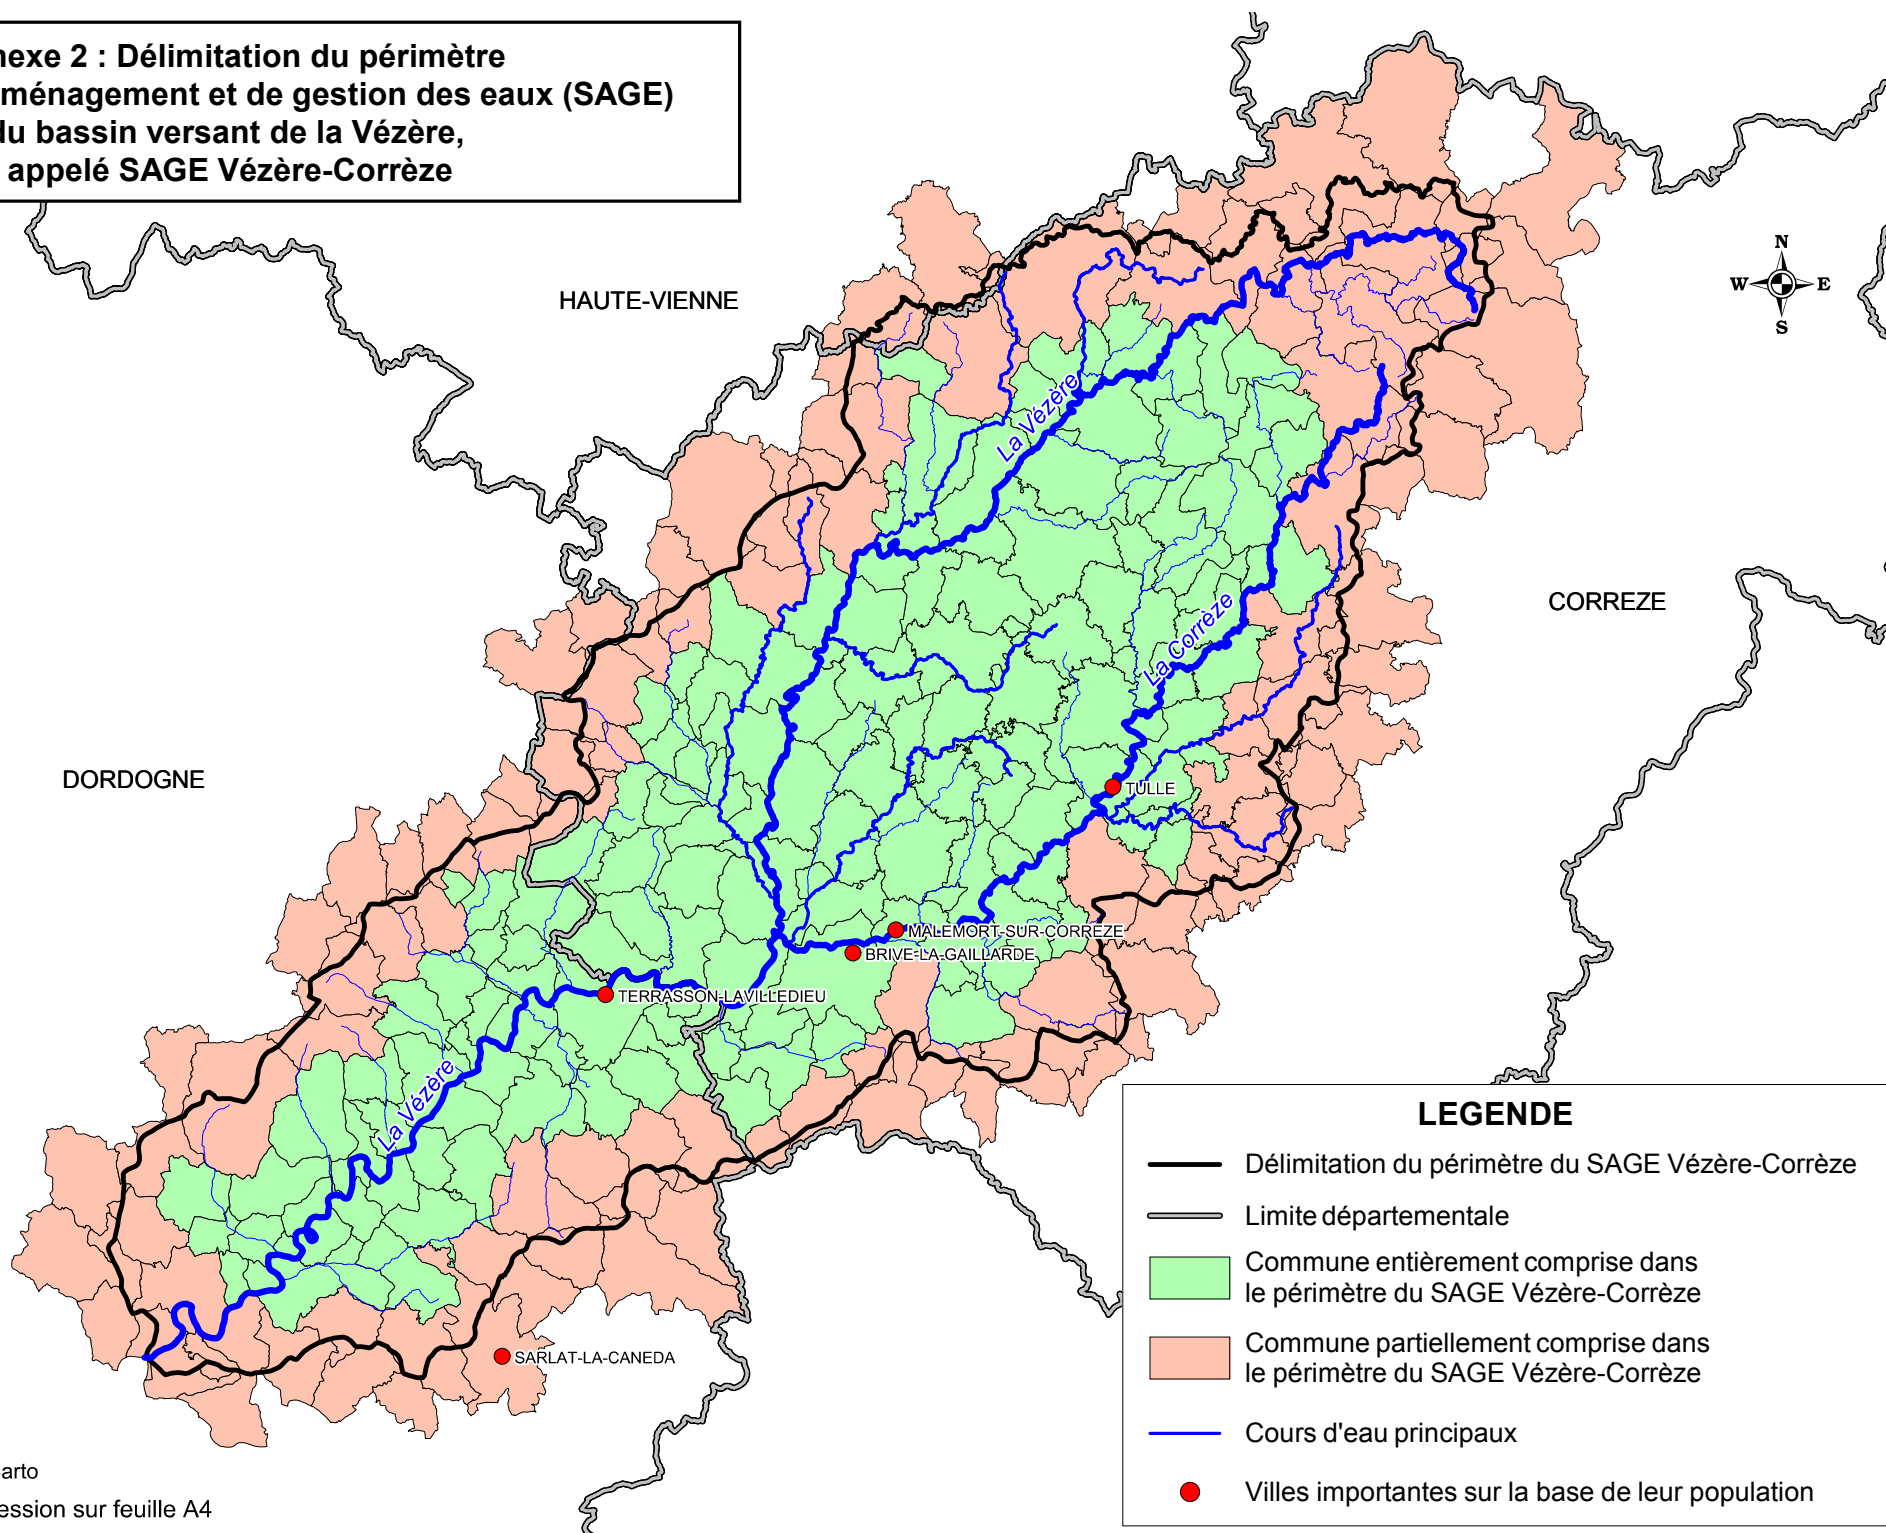 nexe 2 : Délimitation du périmètre
ménagement et de gestion des eaux (SAGE)
du bassin versant de la Vézère,
appelé SAGE Vézère-Corrèze
HAUTE-VIENNE
N
W E
S
La Vézère
CORREZE
La Corrèze
DORDOGNE
TULLE
MALEMORT-SUR-CORREZE
BRIVE-LA-GAILLARDE
TERRASSON-LAVILLEDIEU
La Vézère
SARLAT-LA-CANEDA
LEGENDE
Délimitation du périmètre du SAGE Vézère-Corrèze
Limite départementale
Commune entièrement comprise dans
le périmètre du SAGE Vézère-Corrèze
Commune partiellement comprise dans
le périmètre du SAGE Vézère-Corrèze
Cours d'eau principaux
Villes importantes sur la base de leur population
arto
ession sur feuille A4